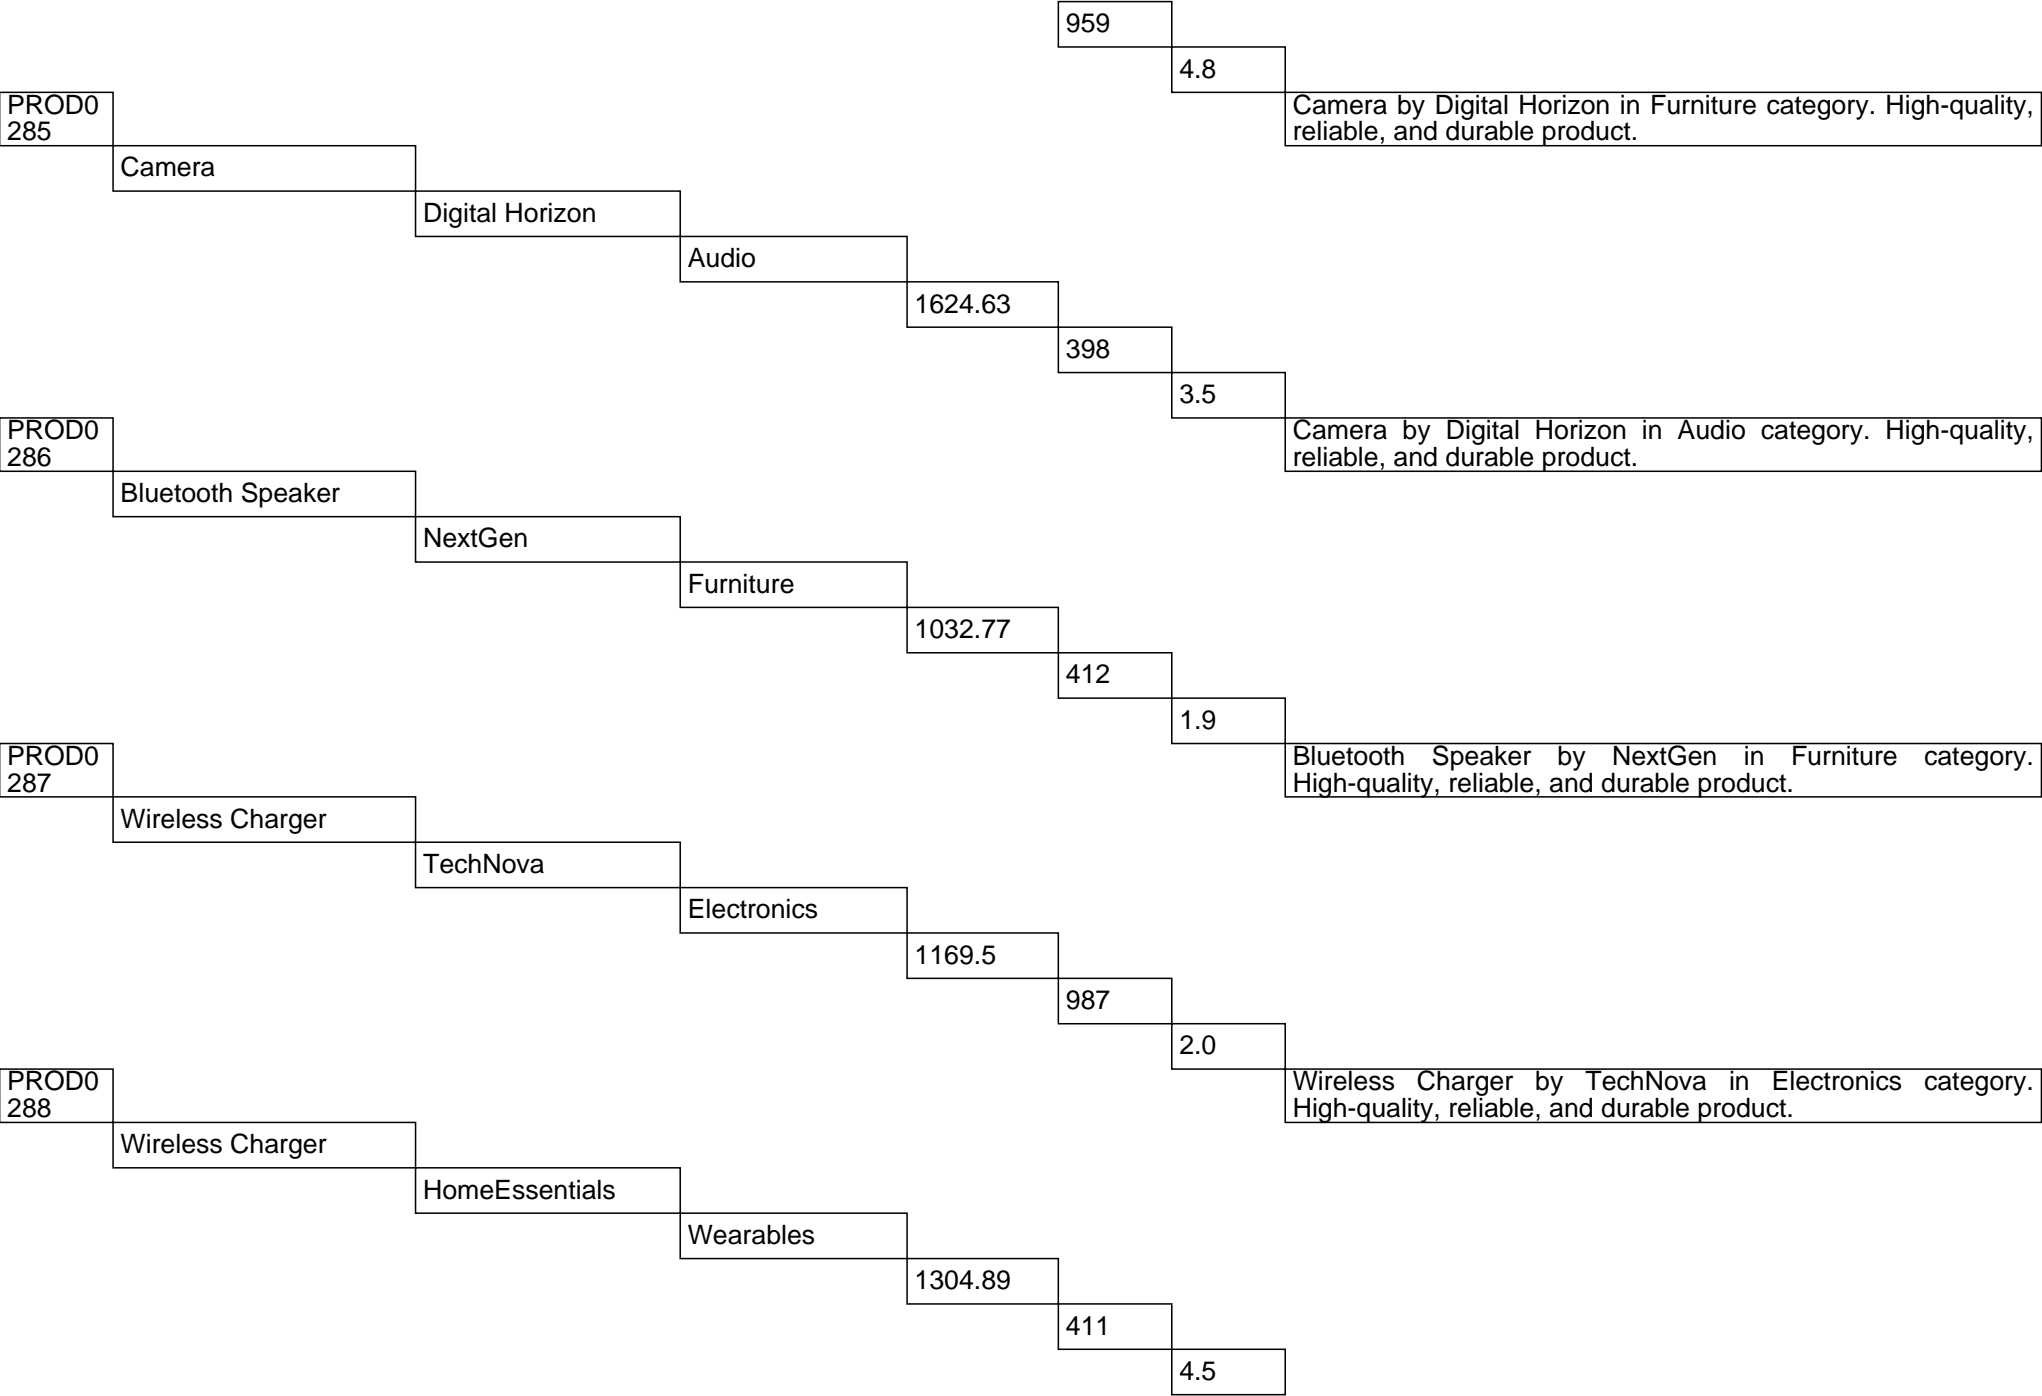 959
4.8
Camera by Digital Horizon in Furniture category. High-quality,
reliable, and durable product.
PROD0
285
Camera
Digital Horizon
Audio
1624.63
398
3.5
Camera by Digital Horizon in Audio category. High-quality,
reliable, and durable product.
PROD0
286
Bluetooth Speaker
NextGen
Furniture
1032.77
412
1.9
Bluetooth Speaker by NextGen in Furniture category.
High-quality, reliable, and durable product.
PROD0
287
Wireless Charger
TechNova
Electronics
1169.5
987
2.0
Wireless Charger by TechNova in Electronics category.
High-quality, reliable, and durable product.
PROD0
288
Wireless Charger
HomeEssentials
Wearables
1304.89
411
4.5